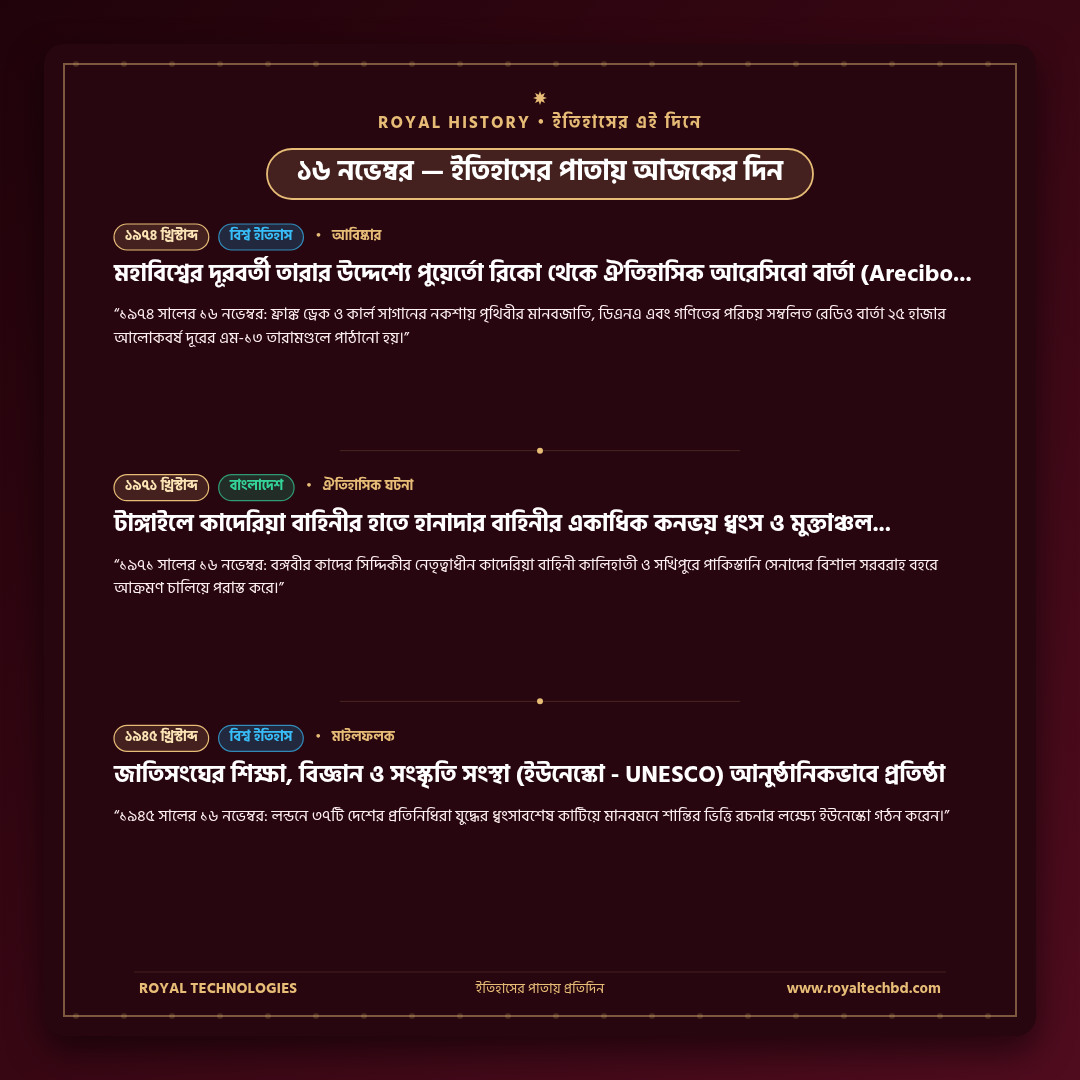 ROYAL HISTORY • ইতিহাসের এই দিনে
১৬ নভেম্বর — ইতিহাসের পাতায় আজকের দিন
১৯৭৪ খ্রিস্টাব্দ বিশ্ব ইতিহাস • আবিষ্কার
মহাবিশ্বের দূরবর্তী তারার উদ্দেশ্যে পুয়ের্তো রিকো থেকে ঐতিহাসিক আরেসিবো বার্তা (Arecibo...
“১৯৭৪ সালের ১৬ নভেম্বর: ফ্রাঙ্ক ড্রেক ও কার্ল সাগানের নকশায় পৃথিবীর মানবজাতি, ডিএনএ এবং গণিতের পরিচয় সম্বলিত রেডিও বার্তা ২৫ হাজার
আলোকবর্ষ দূরের এম-১৩ তারামণ্ডলে পাঠানো হয়।”
১৯৭১ খ্রিস্টাব্দ বাংলাদেশ • ঐতিহাসিক ঘটনা
টাঙ্গাইলে কাদেরিয়া বাহিনীর হাতে হানাদার বাহিনীর একাধিক কনভয় ধ্বংস ও মুক্তাঞ্চল...
“১৯৭১ সালের ১৬ নভেম্বর: বঙ্গবীর কাদের সিদ্দিকীর নেতৃত্বাধীন কাদেরিয়া বাহিনী কালিহাতী ও সখিপুরে পাকিস্তানি সেনাদের বিশাল সরবরাহ বহরে
আক্রমণ চালিয়ে পরাস্ত করে।”
১৯৪৫ খ্রিস্টাব্দ বিশ্ব ইতিহাস • মাইলফলক
জাতিসংঘের শিক্ষা, বিজ্ঞান ও সংস্কৃতি সংস্থা (ইউনেস্কো - UNESCO) আনুষ্ঠানিকভাবে প্রতিষ্ঠা
“১৯৪৫ সালের ১৬ নভেম্বর: লন্ডনে ৩৭টি দেশের প্রতিনিধিরা যুদ্ধের ধ্বংসাবশেষ কাটিয়ে মানবমনে শান্তির ভিত্তি রচনার লক্ষ্যে ইউনেস্কো গঠন করেন।”
ROYAL TECHNOLOGIES ইতিহাসের পাতায় প্রতিদিন www.royaltechbd.com